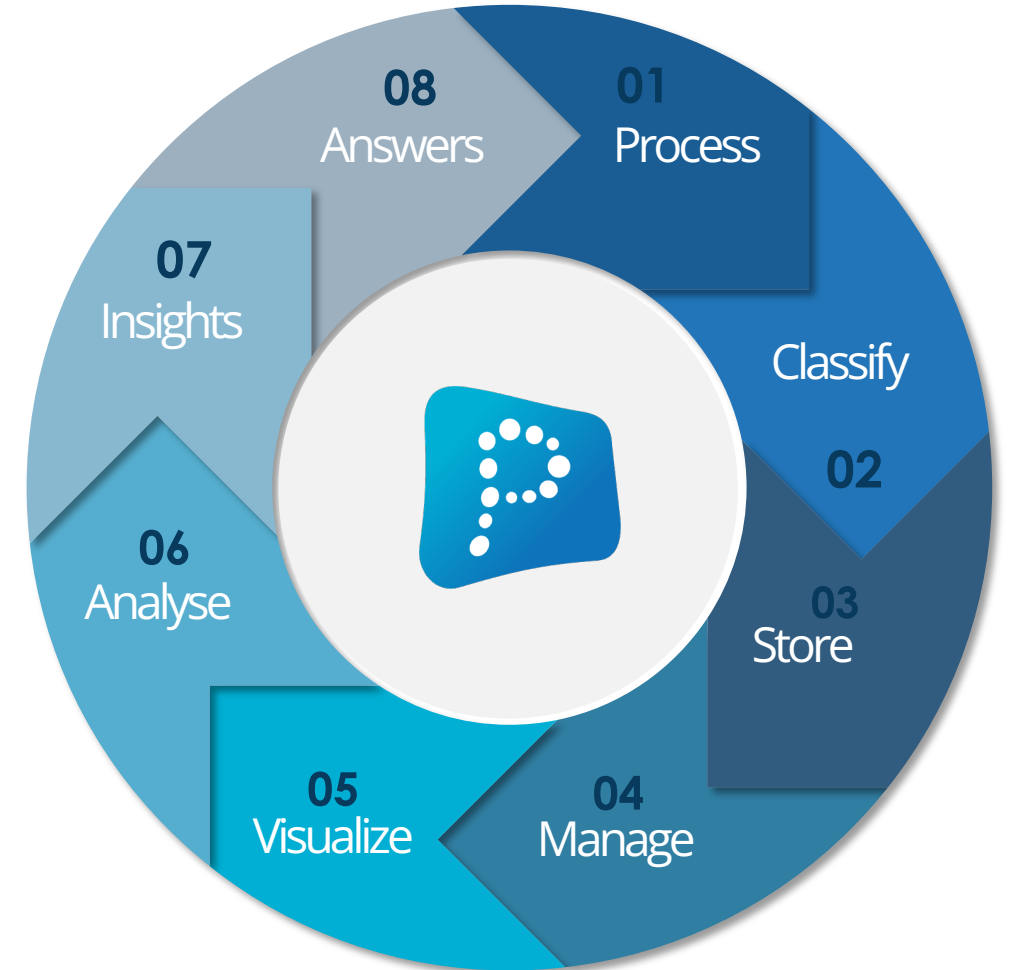 01
Process
Classify
02
03
Store
04
Manage
05
Visualize
06
Analyse
07
Insights
08
Answers
P